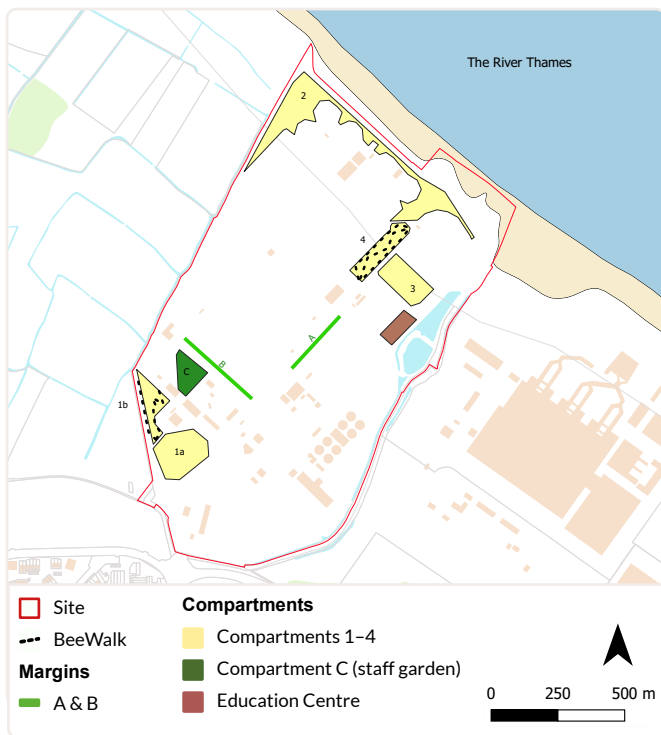 The River Thames
2
4
3
A
B
C
1b
1a
Site
BeeWalk
Margins
A & B
Compartments
Compartments 1–4
Compartment C (staff garden)
Education Centre
0 250 500 m